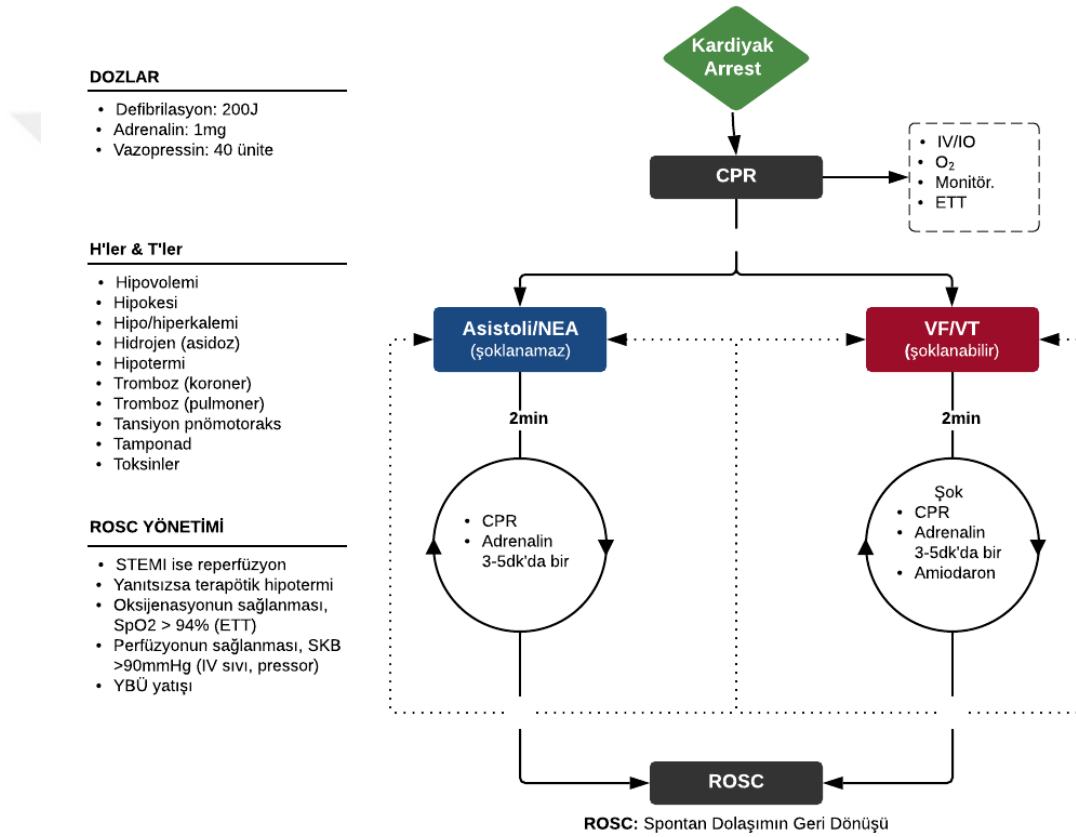 DOZLAR
• Defibrilasyon: 200J
• Adrenalin: 1mg
• Vazopressin: 40 ünite
H'ler & T'ler
• Hipovolemi
• Hipokesi
• Hipo/hiperkalemi
• Hidrojen (asidoz)
• Hipotermi
• Tromboz (koroner)
• Tromboz (pulmoner)
• Tansiyon pnömotoraks
• Tamponad
• Toksinler
ROSC YÖNETİMİ
• STEMI ise reperfüzyon
• Yanıtsızsa terapötik hipotermi
• Oksijenasyonun sağlanması,
SpO2 > 94% (ETT)
• Perfüzyonun sağlanması, SKB
>90mmHg (IV sıvı, pressor)
• YBÜ yatışı
Kardiyak
Arrest
CPR
• IV/IO
• O₂
• Monitör.
• ETT
Asistoli/NEA
(şoklanamaz)
VF/VT
(şoklanabilir)
2min
2min
• CPR
• Adrenalin
3-5dk'da bir
Şok
• CPR
• Adrenalin
3-5dk'da bir
• Amiodaron
ROSC
ROSC: Spontan Dolaşımın Geri Dönüşü